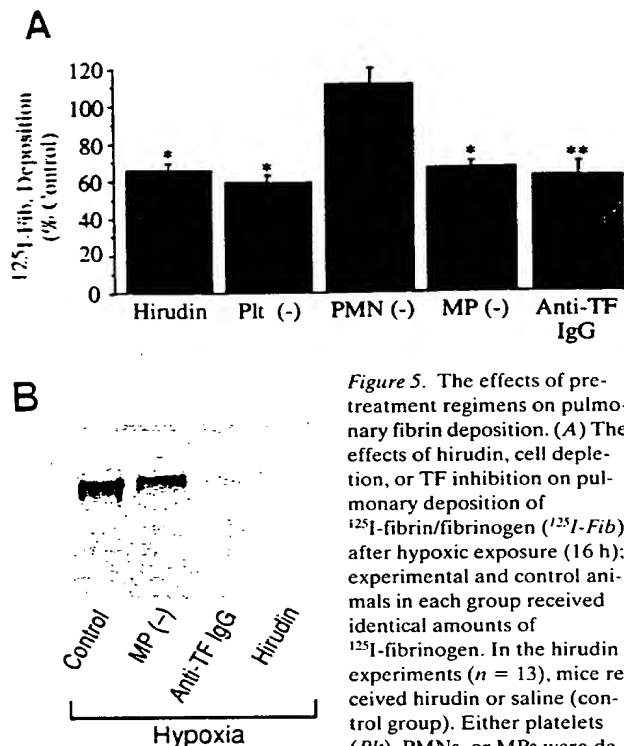 A
120
100
80
60
40
20
0
¹²⁵I-Fib, Deposition
(% Control)
*
*
*
**
Hirudin
Plt (-)
PMN (-)
MP (-)
Anti-TF
IgG
B
Control
MP (-)
Anti-TF IgG
Hirudin
Hypoxia
Figure 5. The effects of pre-
treatment regimens on pulmo-
nary fibrin deposition. (A) The
effects of hirudin, cell deple-
tion, or TF inhibition on pul-
monary deposition of
¹²⁵I-fibrin/fibrinogen (¹²⁵I-Fib)
after hypoxic exposure (16 h);
experimental and control ani-
mals in each group received
identical amounts of
¹²⁵I-fibrinogen. In the hirudin
experiments (n = 13), mice re-
ceived hirudin or saline (con-
trol group). Either platelets
(Plt), PMNs, or MPs were de-